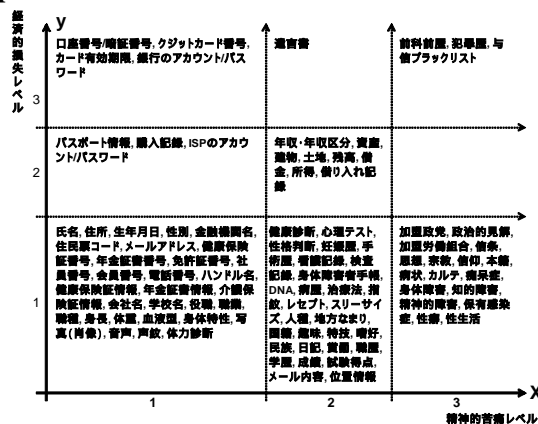 経済的損失レベル
y
口座番号/暗証番号, クジットカード番号,
カード有効期限, 銀行のアカウント/パス
ワード
遺言書
前科前歴, 犯罪歴, 与
信ブラックリスト
3
パスポート情報, 購入記録, ISPのアカウ
ント/パスワード
年収・年収区分, 資産,
建物, 土地, 残高, 借
金, 所得, 借り入れ記
録
2
氏名, 住所, 生年月日, 性別, 金融機関名,
住民票コード, メールアドレス, 健康保険
証番号, 年金証書番号, 免許証番号, 社
員番号, 会員番号, 電話番号, ハンドル名,
健康保険証情報, 年金証書情報, 介護保
険証情報, 会社名, 学校名, 役職, 職業,
職種, 身長, 体重, 血液型, 身体特性, 写
真(肖像), 音声, 声紋, 体力診断
健康診断, 心理テスト,
性格判断, 妊娠歴, 手
術歴, 看護記録, 検査
記録, 身体障害者手帳,
DNA, 病歴, 治療法, 指
紋, レセプト, スリーサイ
ズ, 人種, 地方なまり,
国籍, 趣味, 特技, 嗜好,
民族, 日記, 賞罰, 職歴,
学歴, 成績, 試験得点,
メール内容, 位置情報
加盟政党, 政治的見解,
加盟労働組合, 信条,
思想, 宗教, 信仰, 本籍,
病状, カルテ, 痴呆症,
身体障害, 知的障害,
精神的障害, 保有感染
症, 性癖, 性生活
1
1
2
3
X
精神的苦痛レベル